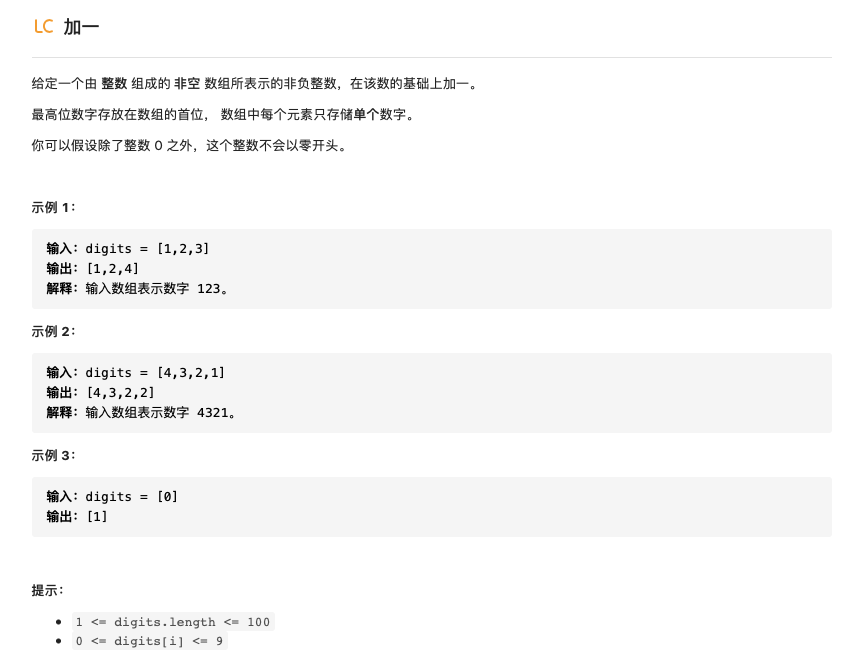 LC 加一
给定一个由 整数 组成的 非空 数组所表示的非负整数，在该数的基础上加一。
最高位数字存放在数组的首位， 数组中每个元素只存储单个数字。
你可以假设除了整数 0 之外，这个整数不会以零开头。
示例 1：
输入：digits = [1,2,3]
输出：[1,2,4]
解释：输入数组表示数字 123。
示例 2：
输入：digits = [4,3,2,1]
输出：[4,3,2,2]
解释：输入数组表示数字 4321。
示例 3：
输入：digits = [0]
输出：[1]
提示：
• 1 <= digits.length <= 100
• 0 <= digits[i] <= 9